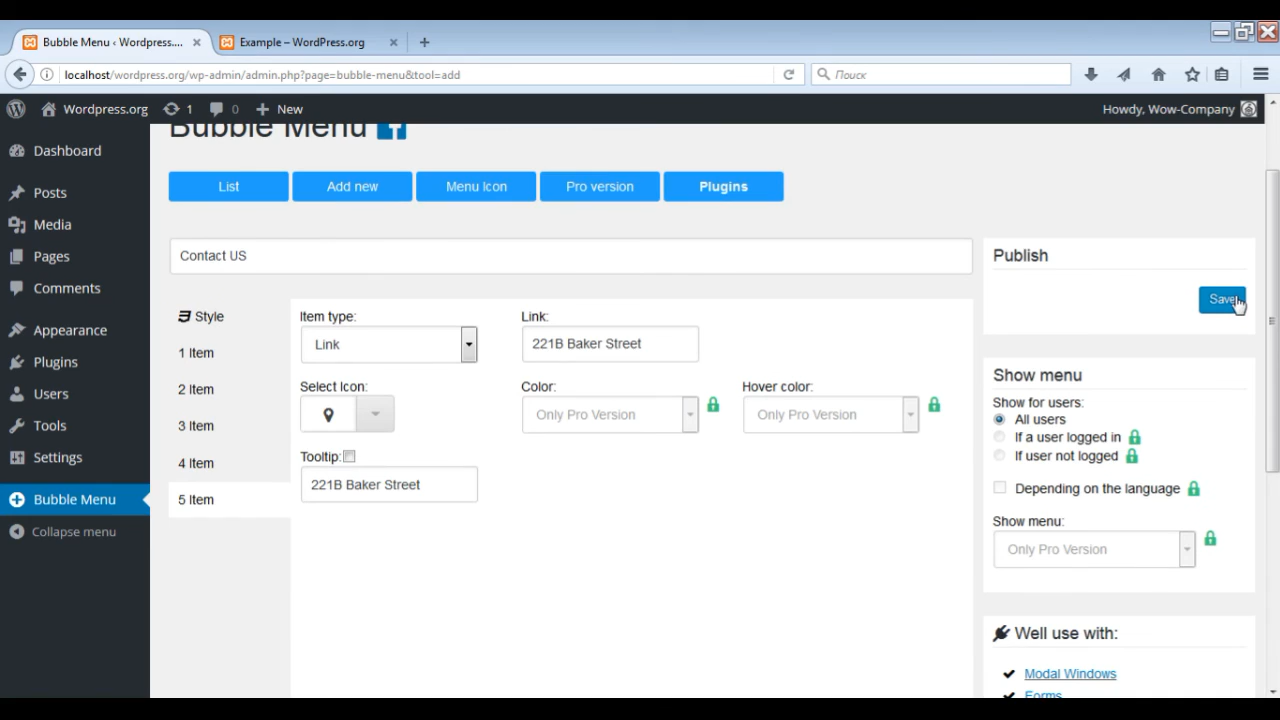 Bubble Menu ‹ Wordpress....
Example – WordPress.org
localhost/wordpress.org/wp-admin/admin.php?page=bubble-menu&tool=add
Поиск
Wordpress.org
1
0
New
Howdy, Wow-Company
Dashboard
Posts
Media
Pages
Comments
Appearance
Plugins
Users
Tools
Settings
Bubble Menu
Collapse menu
Bubble Menu
List
Add new
Menu Icon
Pro version
Plugins
Contact US
Style
1 Item
2 Item
3 Item
4 Item
5 Item
Item type:
Link
Link:
221B Baker Street
Select Icon:
Color:
Only Pro Version
Hover color:
Only Pro Version
Tooltip:
221B Baker Street
Publish
Save
Show menu
Show for users:
All users
If a user logged in
If user not logged
Depending on the language
Show menu:
Only Pro Version
Well use with:
Modal Windows
Forms